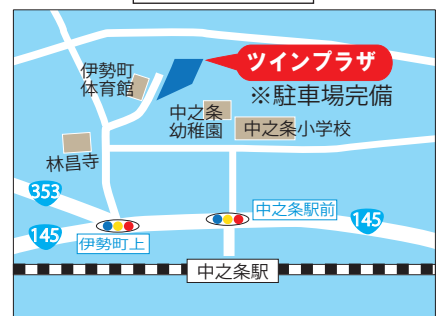 ツインプラザ
※駐車場完備
伊勢町
体育館
中之条
幼稚園
中之条小学校
林昌寺
353
中之条駅前
145
145
伊勢町上
中之条駅